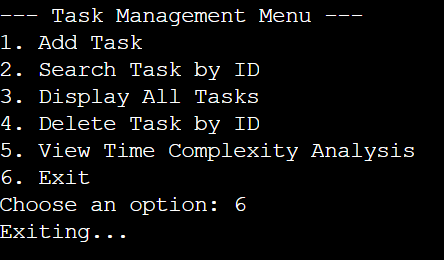 --- Task Management Menu ---
1. Add Task
2. Search Task by ID
3. Display All Tasks
4. Delete Task by ID
5. View Time Complexity Analysis
6. Exit
Choose an option: 6
Exiting...